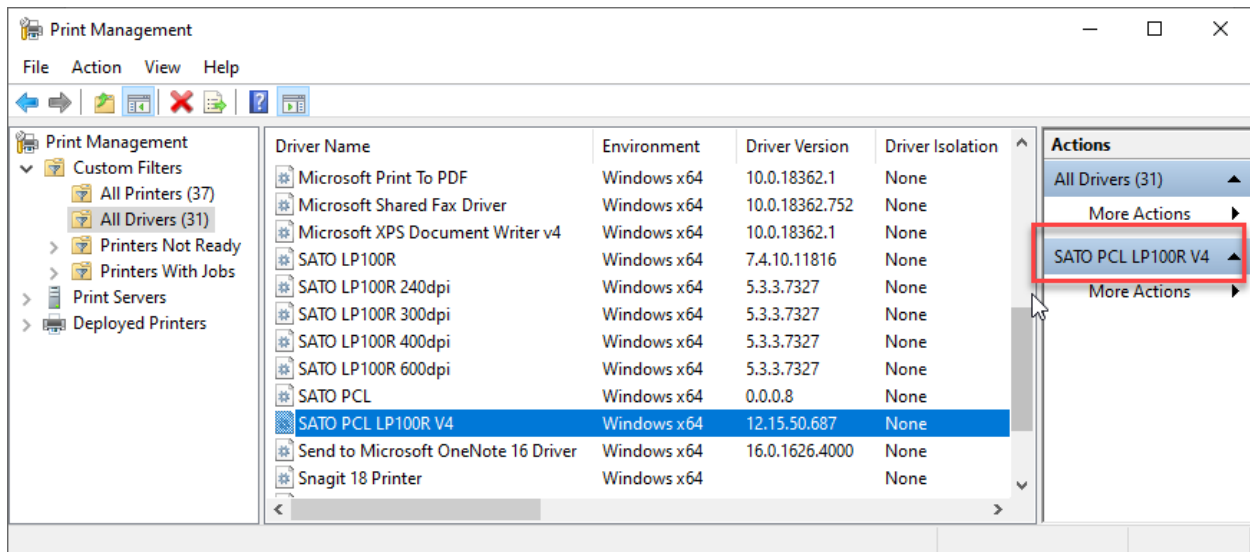 Print Management
File Action View Help
Print Management
Custom Filters
All Printers (37)
All Drivers (31)
Printers Not Ready
Printers With Jobs
Print Servers
Deployed Printers
Driver Name Environment Driver Version Driver Isolation
Microsoft Print To PDF Windows x64 10.0.18362.1 None
Microsoft Shared Fax Driver Windows x64 10.0.18362.752 None
Microsoft XPS Document Writer v4 Windows x64 10.0.18362.1 None
SATO LP100R Windows x64 7.4.10.11816 None
SATO LP100R 240dpi Windows x64 5.3.3.7327 None
SATO LP100R 300dpi Windows x64 5.3.3.7327 None
SATO LP100R 400dpi Windows x64 5.3.3.7327 None
SATO LP100R 600dpi Windows x64 5.3.3.7327 None
SATO PCL Windows x64 0.0.0.8 None
SATO PCL LP100R V4 Windows x64 12.15.50.687 None
Send to Microsoft OneNote 16 Driver Windows x64 16.0.1626.4000 None
Snagit 18 Printer Windows x64 None
Actions
All Drivers (31)
More Actions
SATO PCL LP100R V4
More Actions